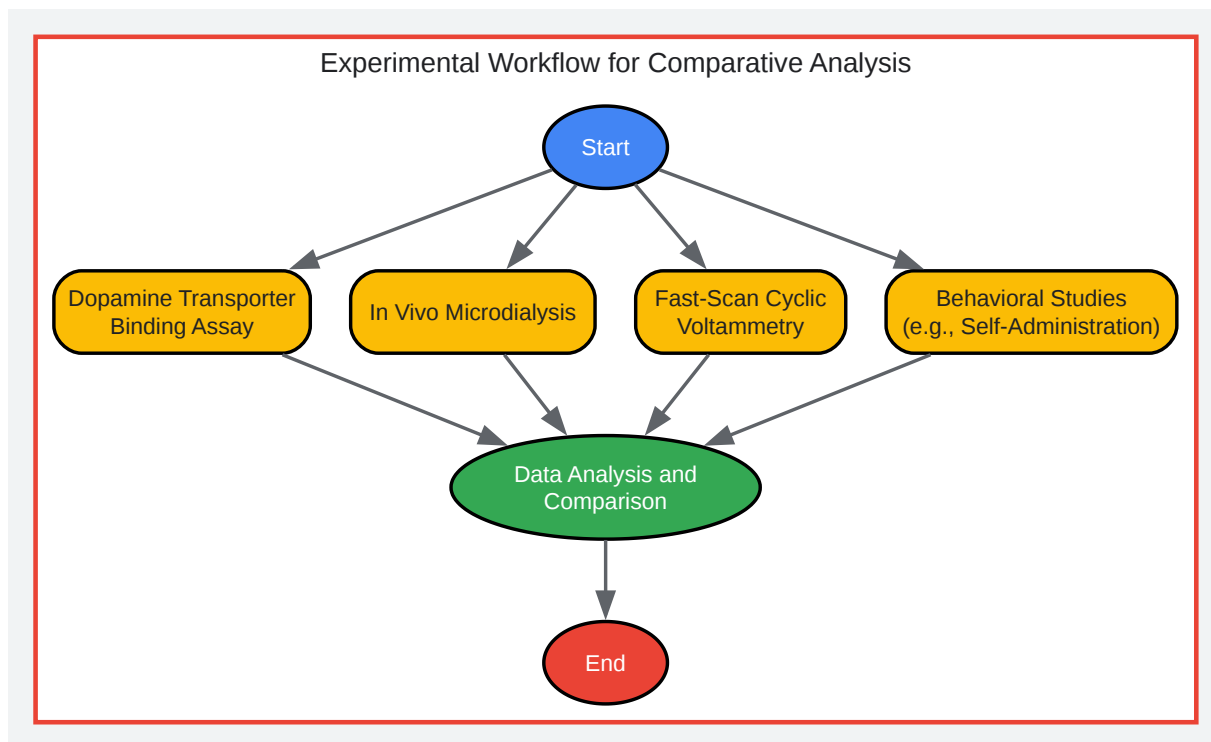 Experimental Workflow for Comparative Analysis
Start
Dopamine Transporter
Binding Assay
In Vivo Microdialysis
Fast-Scan Cyclic
Voltammetry
Behavioral Studies
(e.g., Self-Administration)
Data Analysis and
Comparison
End